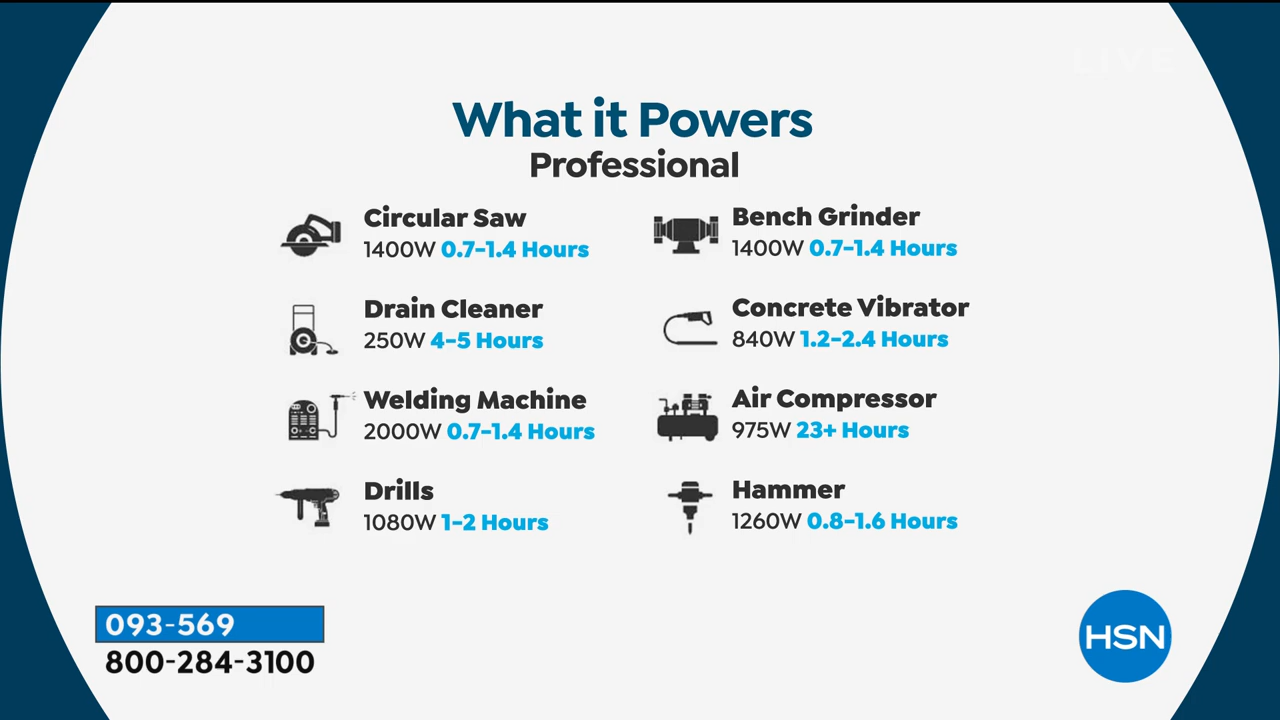 LIVE
What it Powers
Professional
Circular Saw
1400W 0.7-1.4 Hours
Bench Grinder
1400W 0.7-1.4 Hours
Drain Cleaner
250W 4-5 Hours
Concrete Vibrator
840W 1.2-2.4 Hours
Welding Machine
2000W 0.7-1.4 Hours
Air Compressor
975W 23+ Hours
Drills
1080W 1-2 Hours
Hammer
1260W 0.8-1.6 Hours
093-569
800-284-3100
HSN